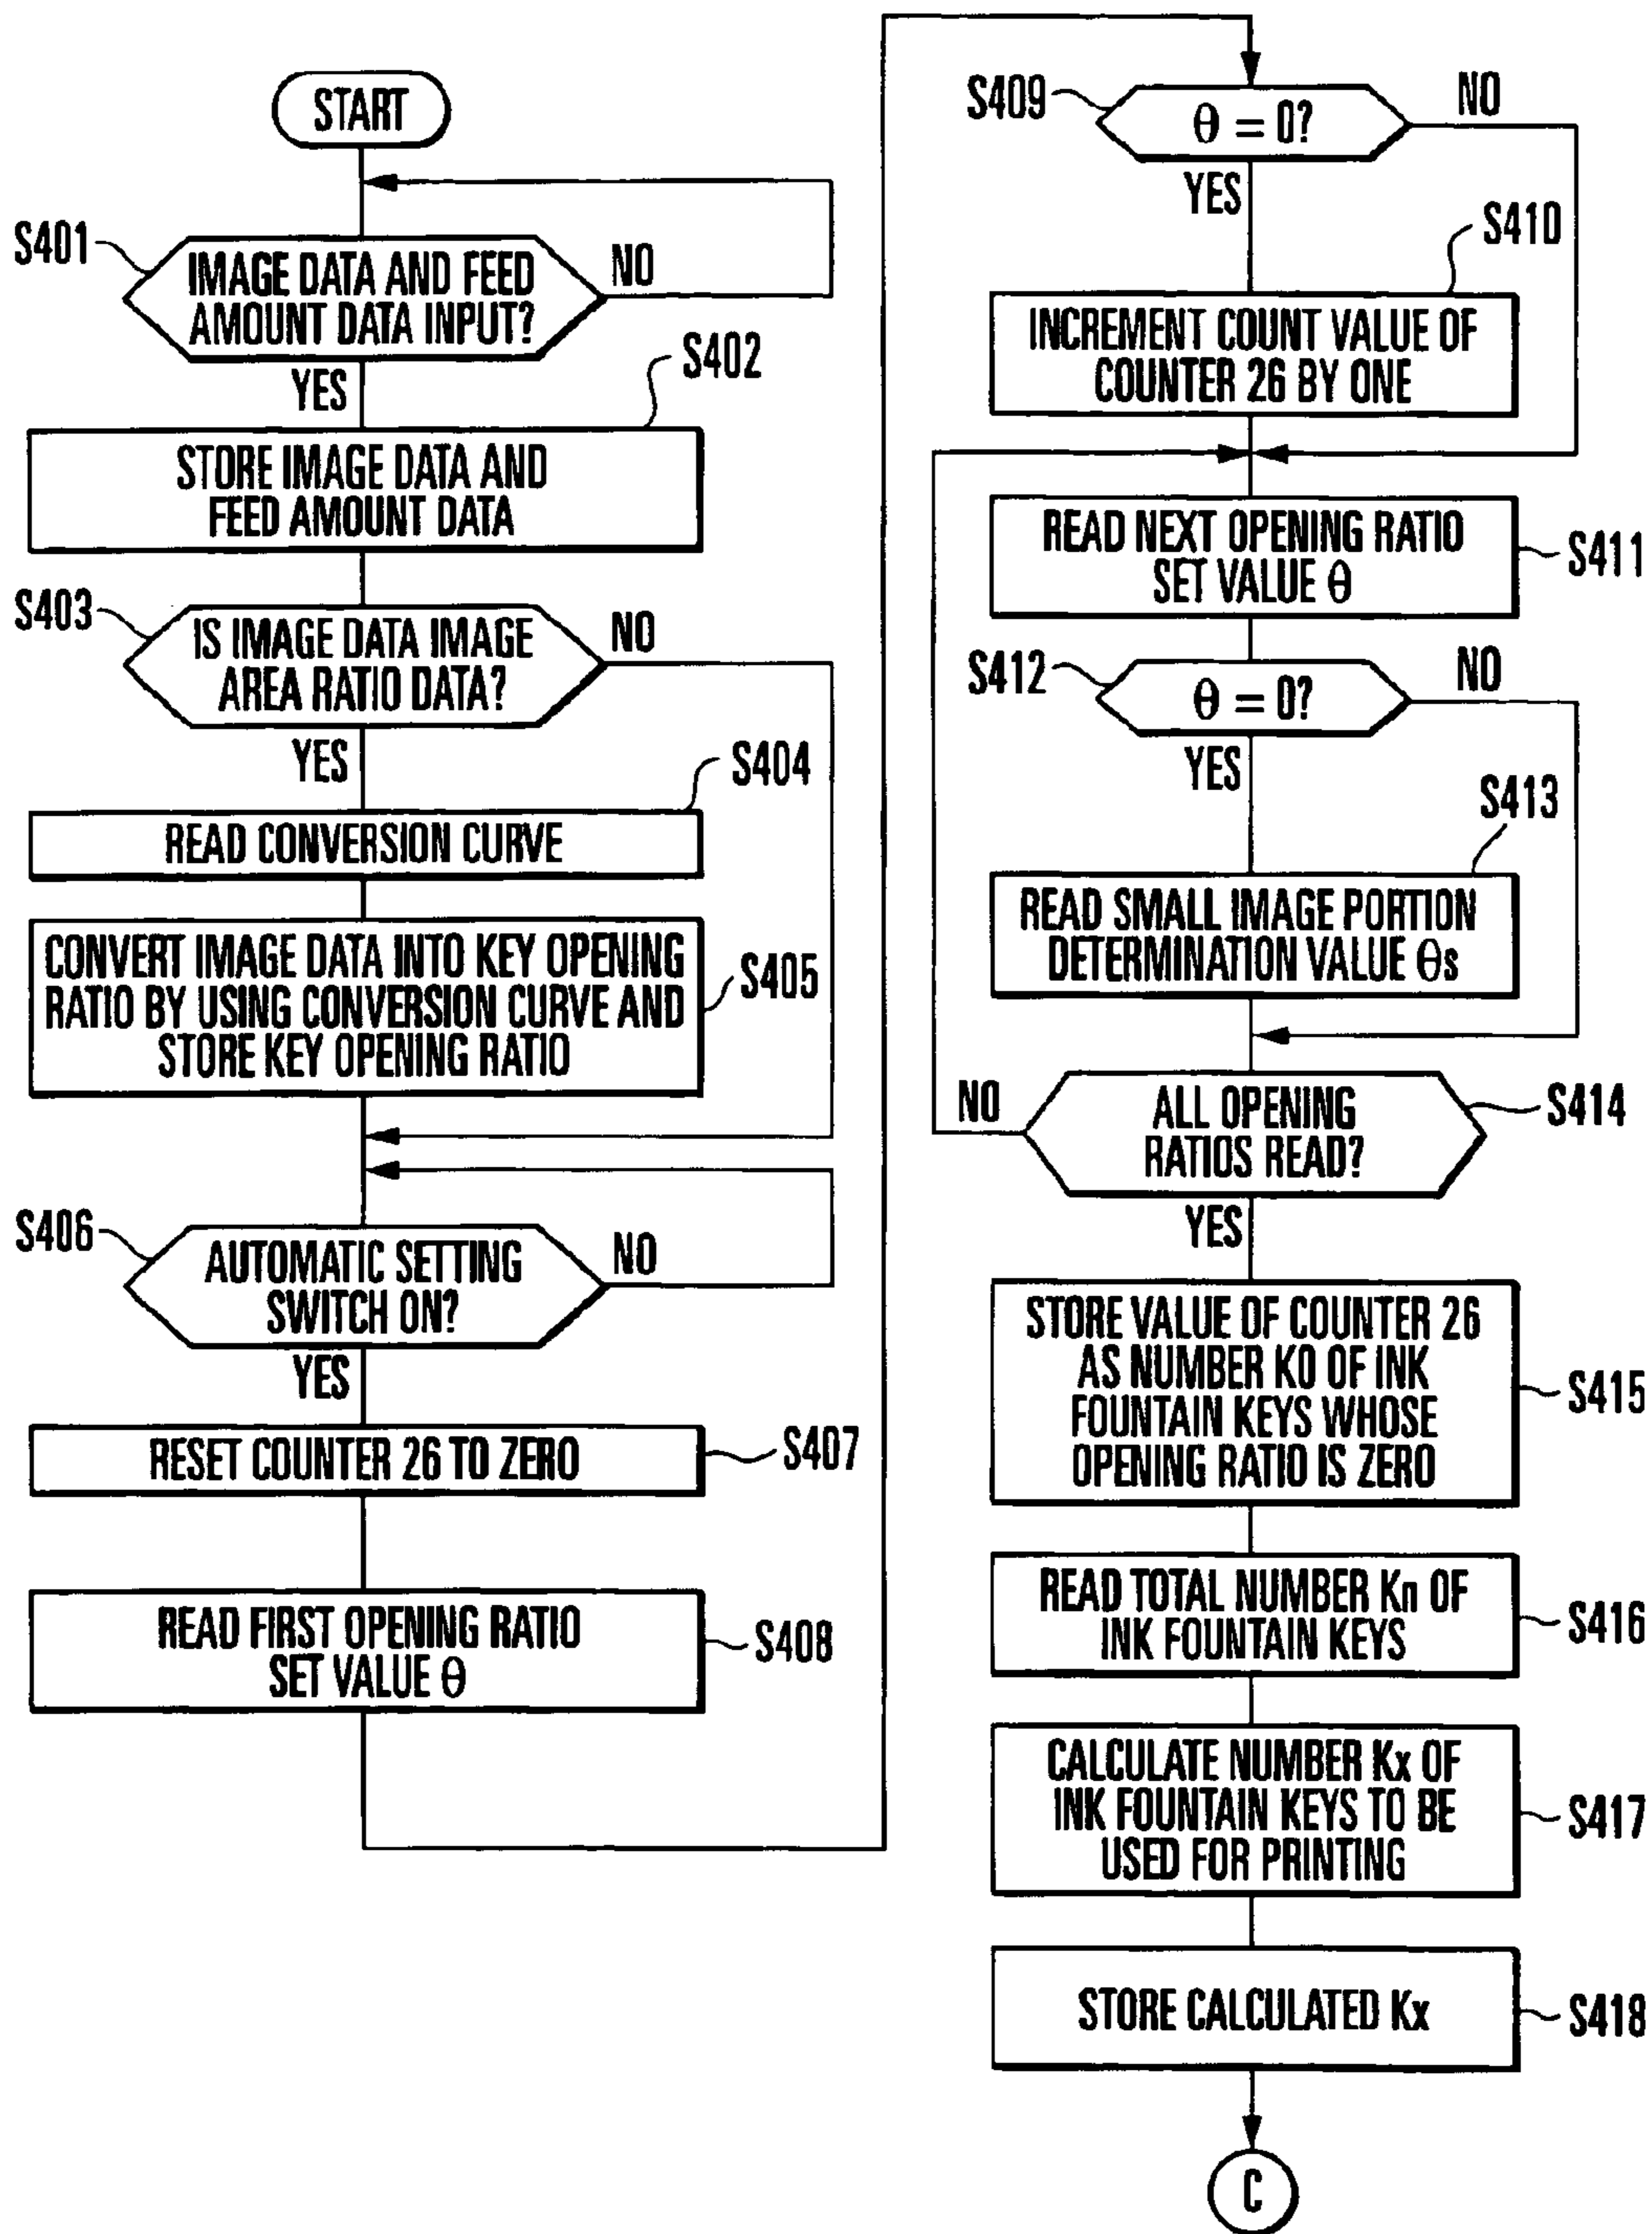 START
S401
IMAGE DATA AND FEED
AMOUNT DATA INPUT?
NO
YES
S402
STORE IMAGE DATA AND
FEED AMOUNT DATA
S403
IS IMAGE DATA IMAGE
AREA RATIO DATA?
NO
YES
S404
READ CONVERSION CURVE
CONVERT IMAGE DATA INTO KEY OPENING
RATIO BY USING CONVERSION CURVE AND
STORE KEY OPENING RATIO
S405
S406
AUTOMATIC SETTING
SWITCH ON?
NO
YES
RESET COUNTER 26 TO ZERO
S407
READ FIRST OPENING RATIO
SET VALUE θ
S408
S409
θ = 0?
NO
YES
S410
INCREMENT COUNT VALUE OF
COUNTER 26 BY ONE
READ NEXT OPENING RATIO
SET VALUE θ
S411
S412
θ = 0?
NO
YES
S413
READ SMALL IMAGE PORTION
DETERMINATION VALUE θs
NO
ALL OPENING
RATIOS READ?
S414
YES
STORE VALUE OF COUNTER 26
AS NUMBER K0 OF INK
FOUNTAIN KEYS WHOSE
OPENING RATIO IS ZERO
S415
READ TOTAL NUMBER Kn OF
INK FOUNTAIN KEYS
S416
CALCULATE NUMBER Kx OF
INK FOUNTAIN KEYS TO BE
USED FOR PRINTING
S417
STORE CALCULATED Kx
S418
C